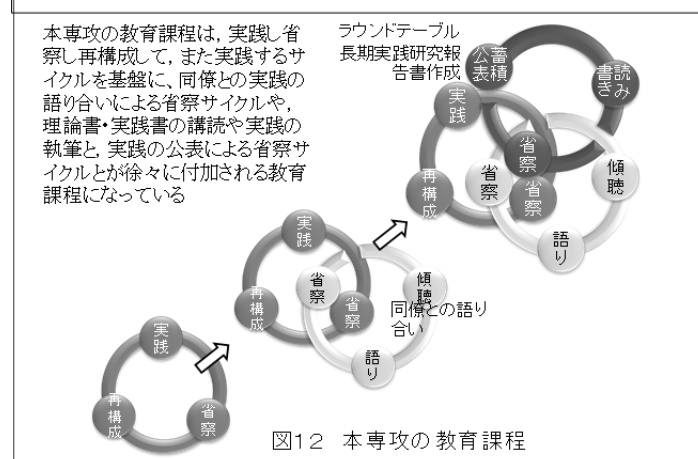 本専攻の教育課程は,実践し省
察し再構成して,また実践するサ
イクルを基盤に、同僚との実践の
語り合いによる省察サイクルや,
理論書・実践書の講読や実践の
執筆と,実践の公表による省察サ
イクルとが徐々に付加される教育
課程になっている
ラウンドテーブル
長期実践研究報
告書作成
蓄積
公表
読み
書き
実践
省察
省察
省察
再構成
傾聴
語り
実践
省察
省察
再構成
傾聴
語り
同僚との語り
合い
実践
再構成
省察
図12 本専攻の教育課程